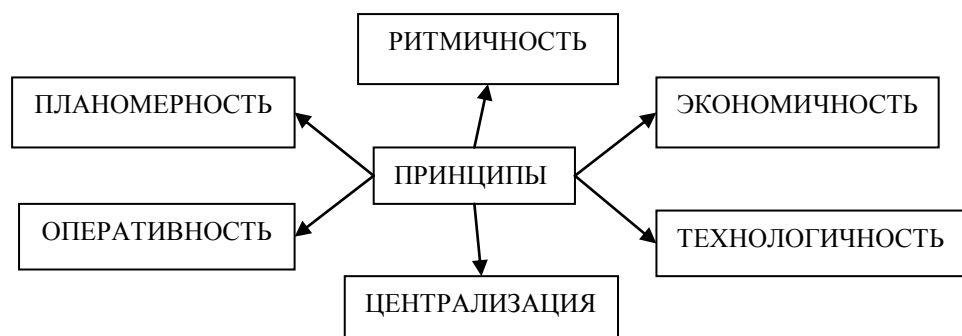 РИТМИЧНОСТЬ
ПЛАНОМЕРНОСТЬ
ЭКОНОМИЧНОСТЬ
ПРИНЦИПЫ
ОПЕРАТИВНОСТЬ
ТЕХНОЛОГИЧНОСТЬ
ЦЕНТРАЛИЗАЦИЯ